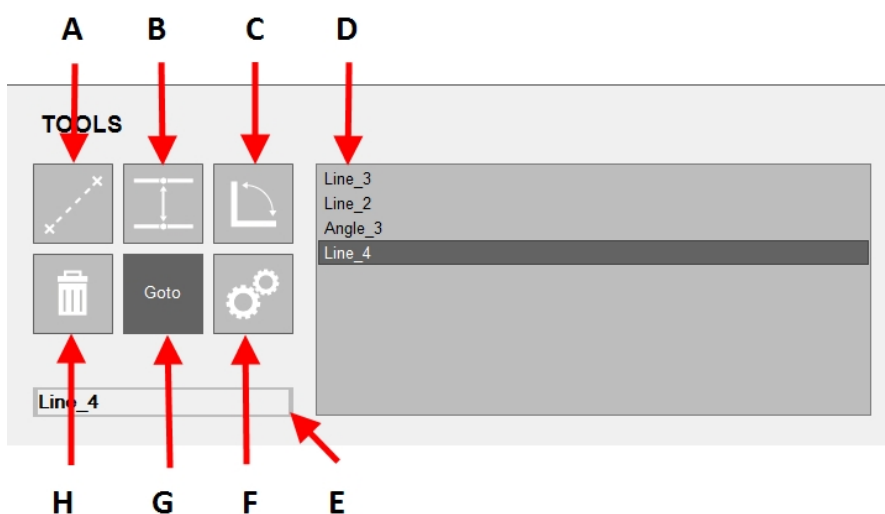 A B C D
TOOLS
Line_3
Line_2
Angle_3
Line_4
Goto
Line_4
H G F E